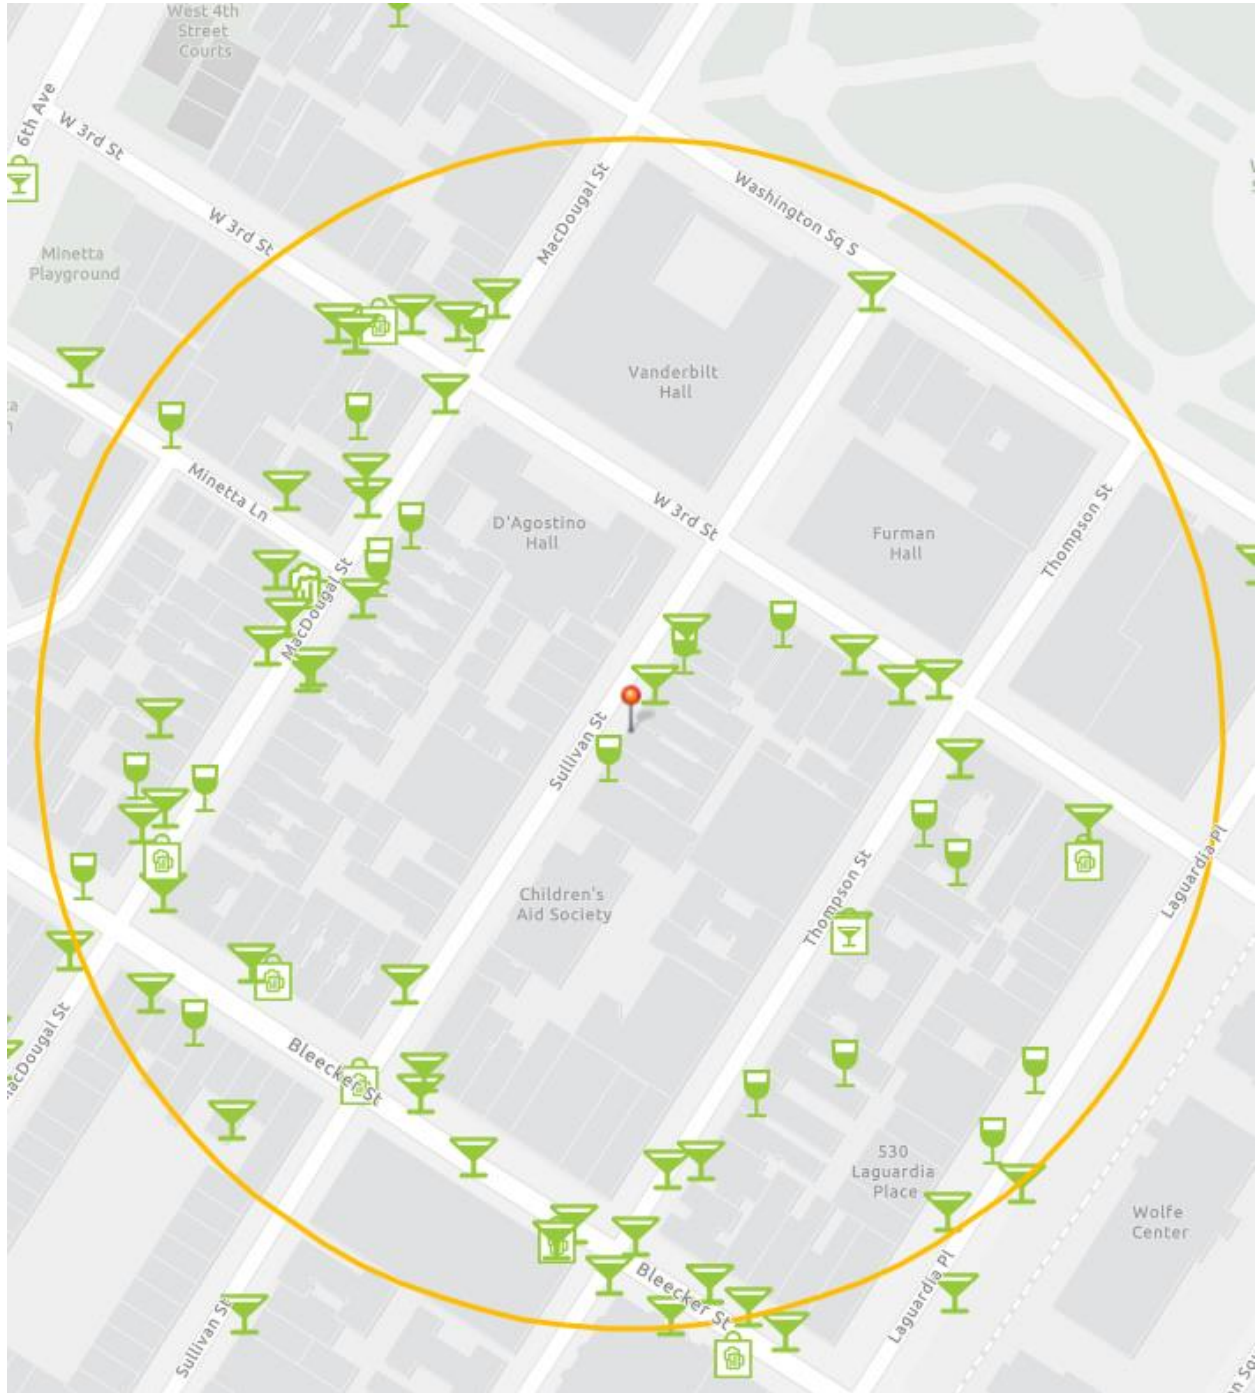 West 4th
Street
Courts
6th Ave
W 3rd St
W 3rd St
MacDougal St
Washington Sq S
Minetta
Playground
Vanderbilt
Hall
Minetta Ln
D'Agostino
Hall
W 3rd St
Furman
Hall
Thompson St
MacDougal St
Sullivan St
Children's
Aid Society
Thompson St
Laguardia Pl
MacDougal St
Bleecker St
530
Laguardia
Place
Wolfe
Center
Bleecker St
Laguardia Pl
Sullivan St